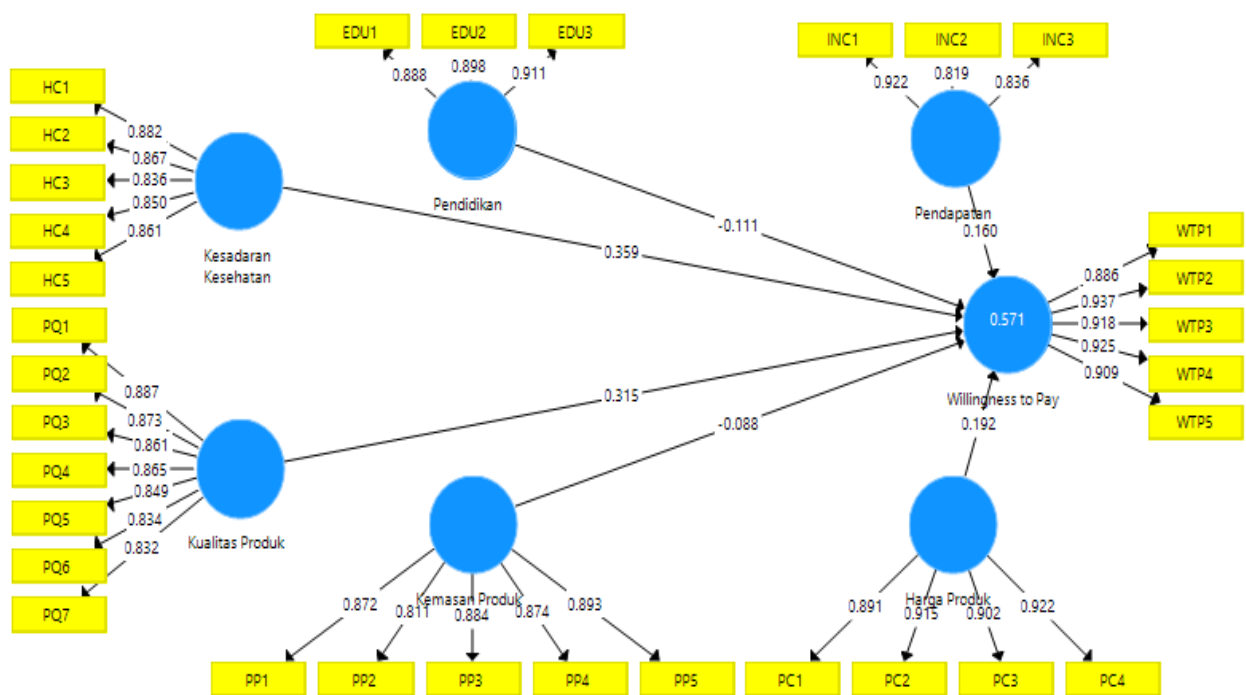 EDU1
EDU2
EDU3
0.888
0.898
0.911
Pendidikan
INC1
INC2
INC3
0.922
0.819
0.836
Pendapatan
HC1
HC2
HC3
HC4
HC5
0.882
0.867
0.836
0.850
0.861
Kesadaran
Kesehatan
-0.111
0.359
0.160
0.315
-0.088
0.192
0.571
Willingness to Pay
WTP1
WTP2
WTP3
WTP4
WTP5
0.886
0.937
0.918
0.925
0.909
PQ1
PQ2
PQ3
PQ4
PQ5
PQ6
PQ7
0.887
0.873
0.861
0.865
0.849
0.834
0.832
Kualitas Produk
Kemasan Produk
0.872
0.811
0.884
0.874
0.893
PP1
PP2
PP3
PP4
PP5
Harga Produk
0.891
0.915
0.902
0.922
PC1
PC2
PC3
PC4